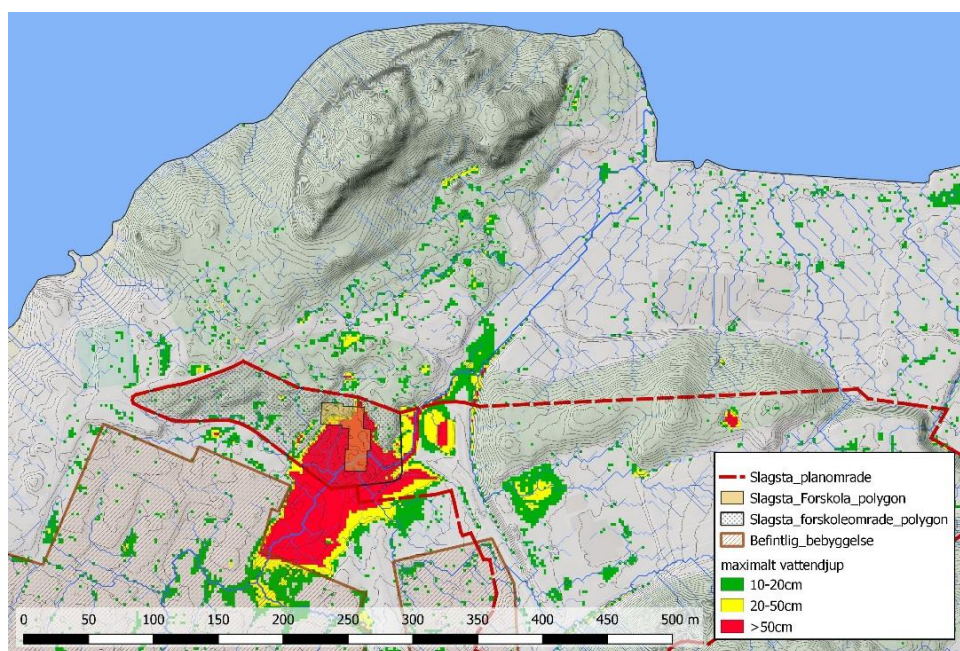 Slagsta_planomrade
Slagsta_Forskola_polygon
Slagsta_forskoleomrade_polygon
Befintlig_bebyggelse
maximalt vattendjup
10-20cm
20-50cm
>50cm
0 50 100 150 200 250 300 350 400 450 500 m